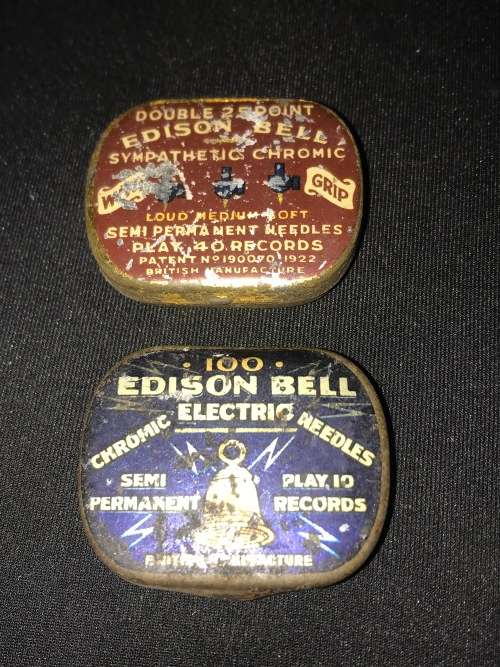 DOUBLE 25 POINT
EDISON BELL
SYMPATHETIC CHROMIC
GRIP
LOUD MEDIUM SOFT
SEMI PERMANENT NEEDLES
PLAY 40 RECORDS
PATENT No 190070/1922
BRITISH MANUFACTURE
• 100 •
EDISON BELL
ELECTRIC
CHROMIC NEEDLES
SEMI PLAY 10
PERMANENT RECORDS
BRITISH MANUFACTURE